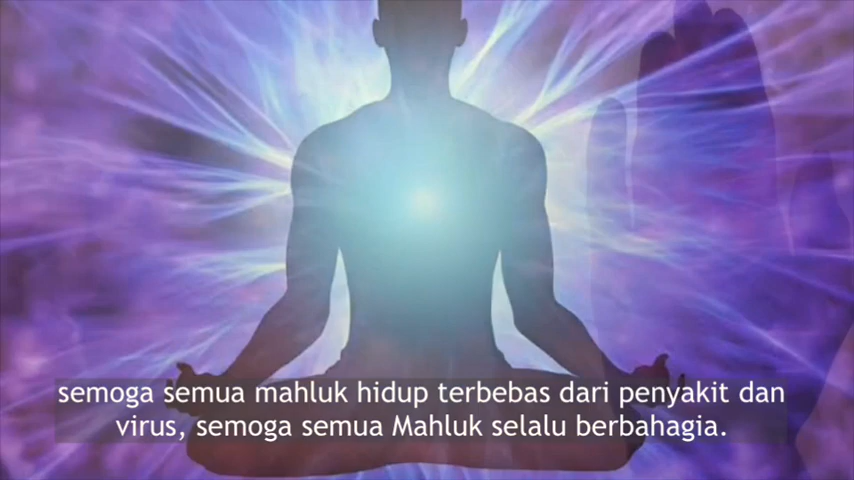 semoga semua mahluk hidup terbebas dari penyakit dan
virus, semoga semua Mahluk selalu berbahagia.